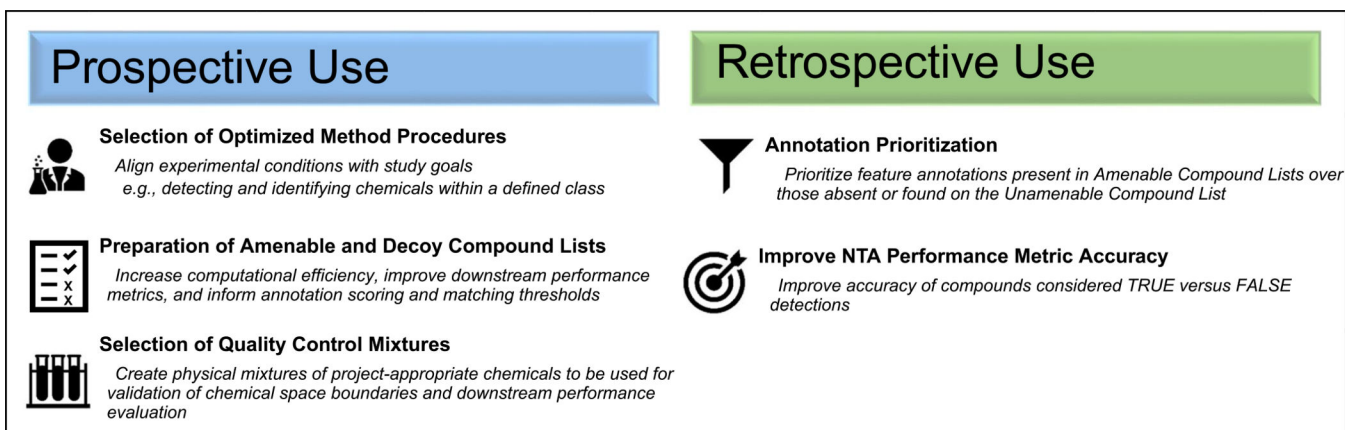 Prospective Use
Selection of Optimized Method Procedures
Align experimental conditions with study goals
e.g., detecting and identifying chemicals within a defined class
Preparation of Amenable and Decoy Compound Lists
Increase computational efficiency, improve downstream performance
metrics, and inform annotation scoring and matching thresholds
Selection of Quality Control Mixtures
Create physical mixtures of project-appropriate chemicals to be used for
validation of chemical space boundaries and downstream performance
evaluation
Retrospective Use
Annotation Prioritization
Prioritize feature annotations present in Amenable Compound Lists over
those absent or found on the Unamenable Compound List
Improve NTA Performance Metric Accuracy
Improve accuracy of compounds considered TRUE versus FALSE
detections